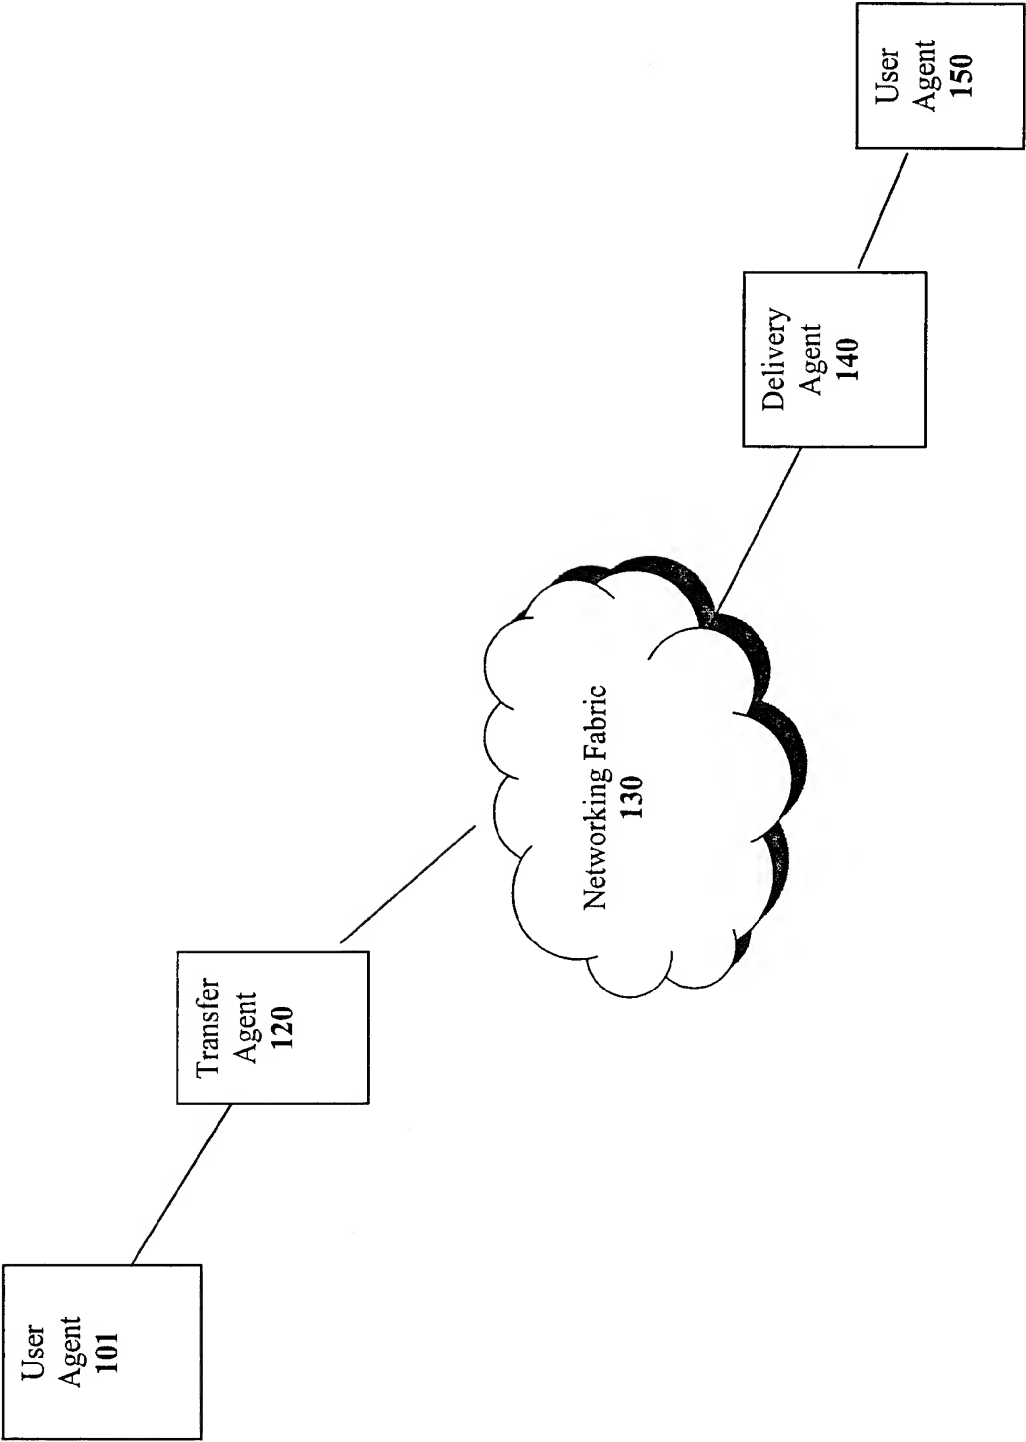 User
Agent
101
Transfer
Agent
120
Networking Fabric
130
Delivery
Agent
140
User
Agent
150